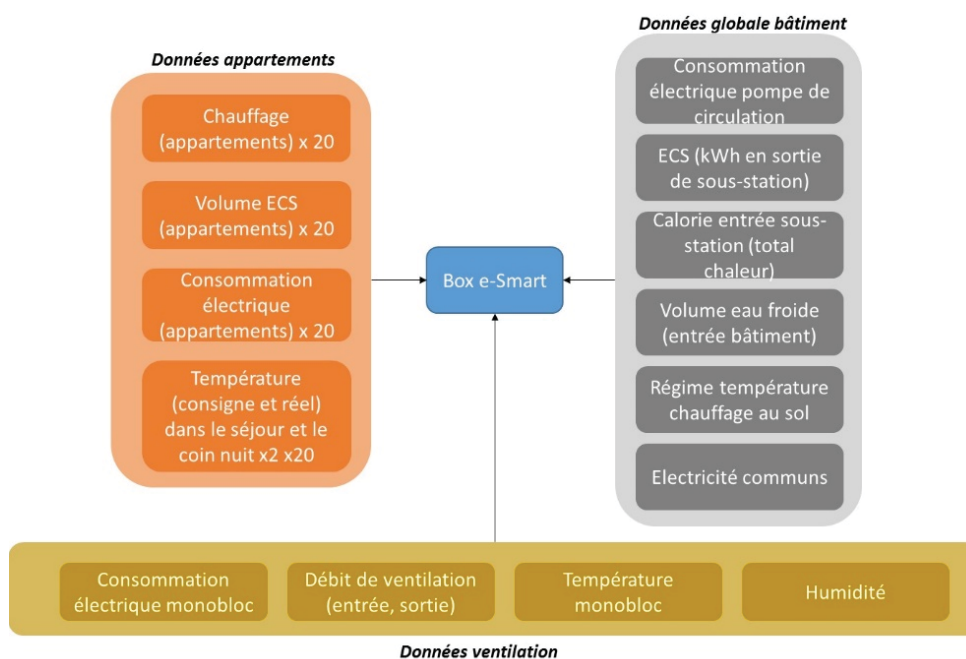 Données appartements
Chauffage
(appartements) x 20
Volume ECS
(appartements) x 20
Consommation
électrique
(appartements) x 20
Température
(consigne et réel)
dans le séjour et le
coin nuit x2 x20
Box e-Smart
Données globale bâtiment
Consommation
électrique pompe de
circulation
ECS (kWh en sortie
de sous-station)
Calorie entrée sous-
station (total
chaleur)
Volume eau froide
(entrée bâtiment)
Régime température
chauffage au sol
Electricité communs
Consommation
électrique monobloc
Débit de ventilation
(entrée, sortie)
Température
monobloc
Humidité
Données ventilation